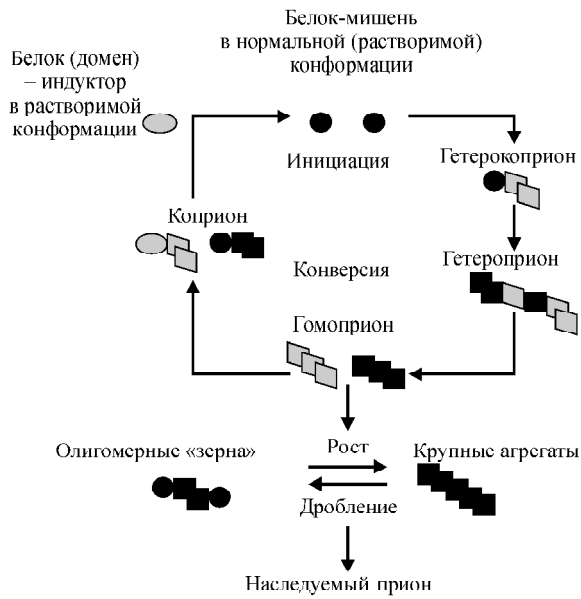 Белок-мишень
в нормальной (растворимой)
конформации
Белок (домен)
– индуктор
в растворимой
конформации
Инициация
Гетерокоприон
Коприон
Конверсия
Гетероприон
Гомоприон
Олигомерные «зерна»
Рост
Крупные агрегаты
Дробление
Наследуемый прион